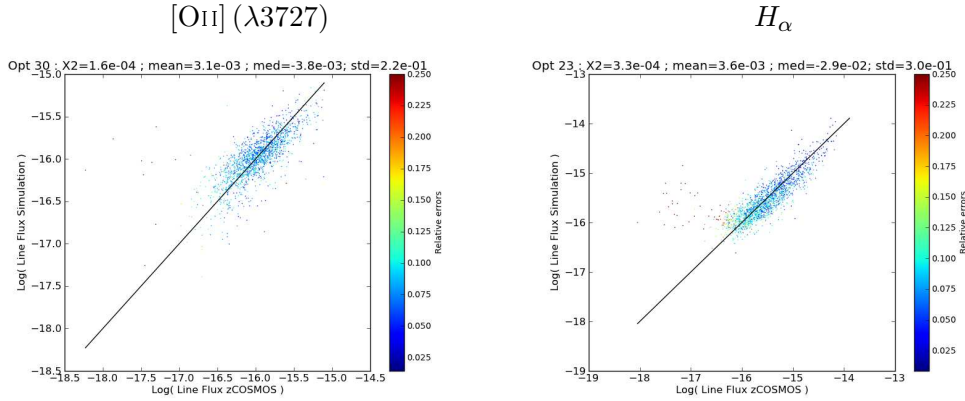 [OII] (λ3727)
Opt 30 : X2=1.6e-04 ; mean=3.1e-03 ; med=-3.8e-03; std=2.2e-01
−15.0
−15.5
−16.0
−16.5
−17.0
−17.5
−18.0
−18.5
Log( Line Flux Simulation )
−18.5 −18.0 −17.5 −17.0 −16.5 −16.0 −15.5 −15.0 −14.5
Log( Line Flux zCOSMOS )
0.250
0.225
0.200
0.175
0.150
0.125
0.100
0.075
0.050
0.025
Relative errors
Hα
Opt 23 : X2=3.3e-04 ; mean=3.6e-03 ; med=-2.9e-02; std=3.0e-01
−13
−14
−15
−16
−17
−18
−19
Log( Line Flux Simulation )
−19 −18 −17 −16 −15 −14 −13
Log( Line Flux zCOSMOS )
0.250
0.225
0.200
0.175
0.150
0.125
0.100
0.075
0.050
0.025
Relative errors